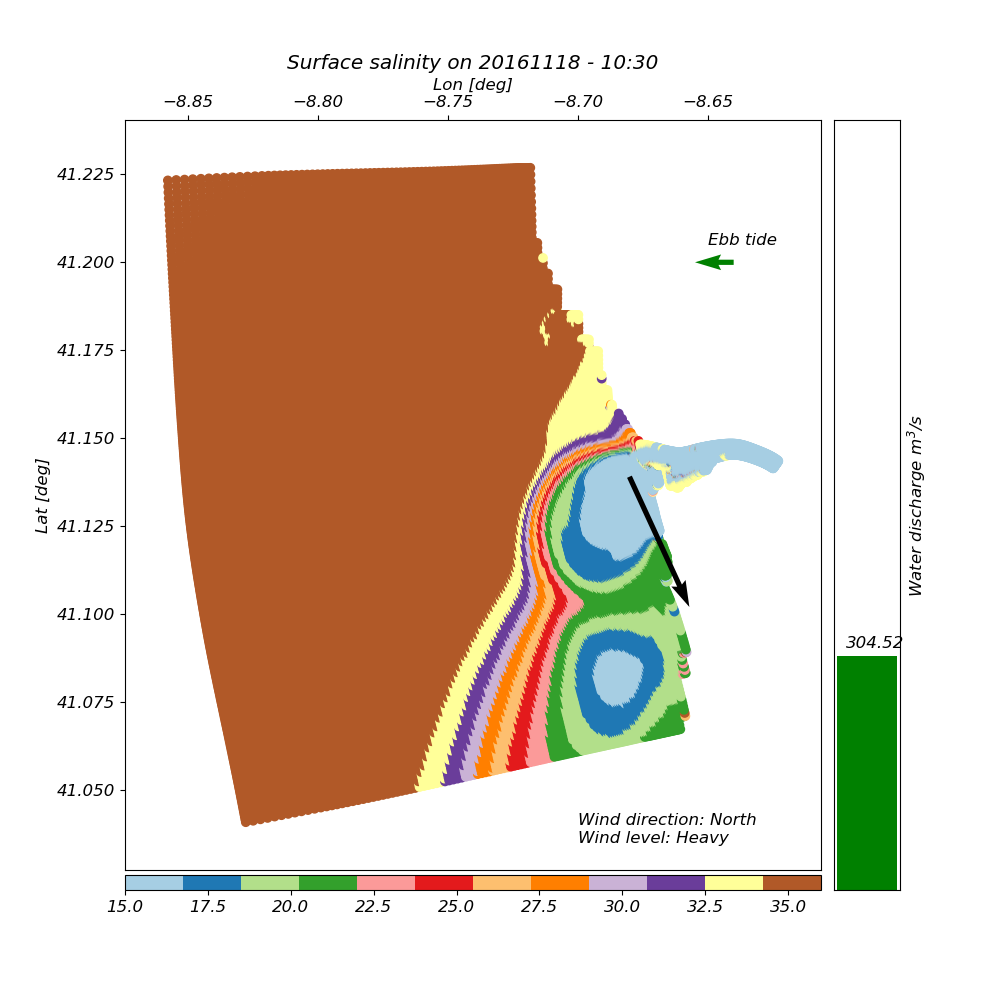 Surface salinity on 20161118 - 10:30
Lon [deg]
−8.85 −8.80 −8.75 −8.70 −8.65
41.225
41.200
41.175
41.150
41.125
41.100
41.075
41.050
Lat [deg]
Ebb tide
Water discharge m³/s
304.52
Wind direction: North
Wind level: Heavy
15.0 17.5 20.0 22.5 25.0 27.5 30.0 32.5 35.0